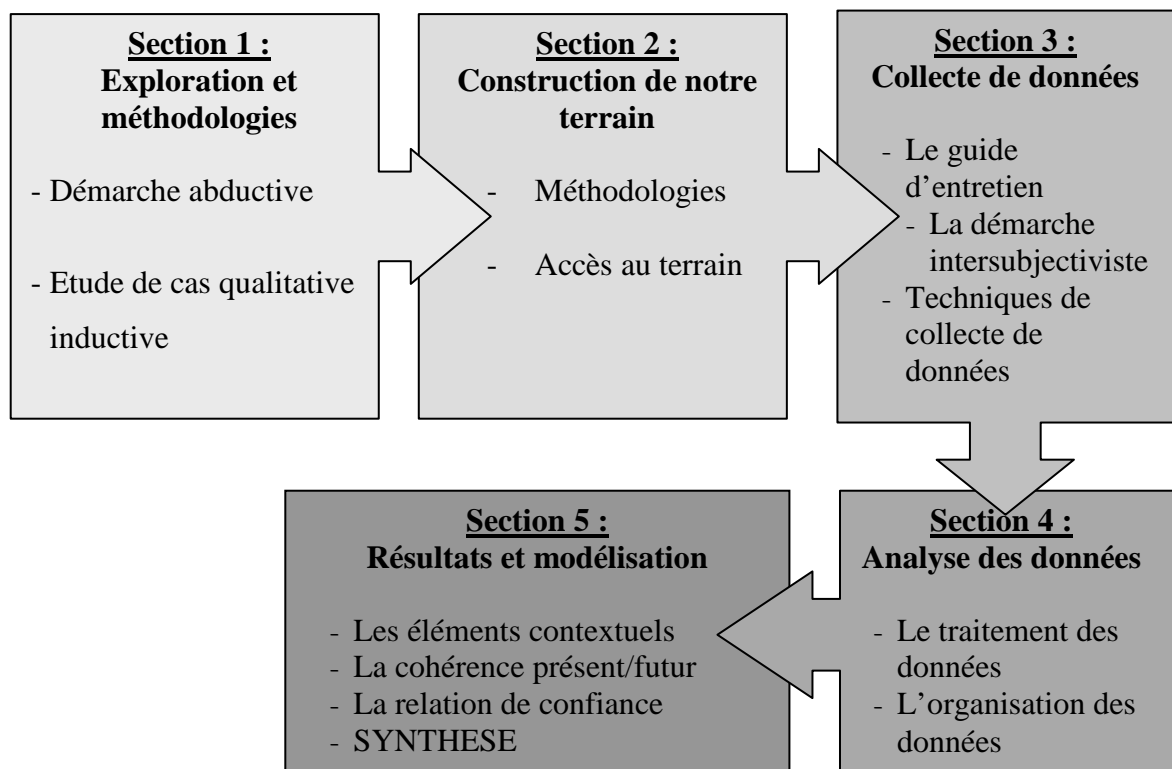 Section 1 :
Exploration et
méthodologies
- Démarche abductive
- Etude de cas qualitative
inductive
Section 2 :
Construction de notre
terrain
- Méthodologies
- Accès au terrain
Section 3 :
Collecte de données
- Le guide
d’entretien
- La démarche
intersubjectiviste
- Techniques de
collecte de
données
Section 4 :
Analyse des données
- Le traitement des
données
- L’organisation des
données
Section 5 :
Résultats et modélisation
- Les éléments contextuels
- La cohérence présent/futur
- La relation de confiance
- SYNTHESE